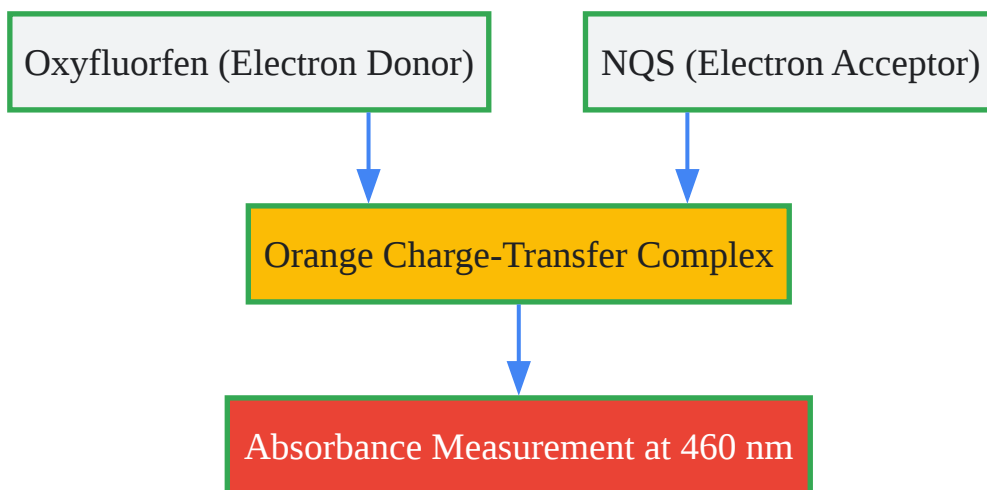 Oxyfluorfen (Electron Donor)
NQS (Electron Acceptor)
Orange Charge-Transfer Complex
Absorbance Measurement at 460 nm